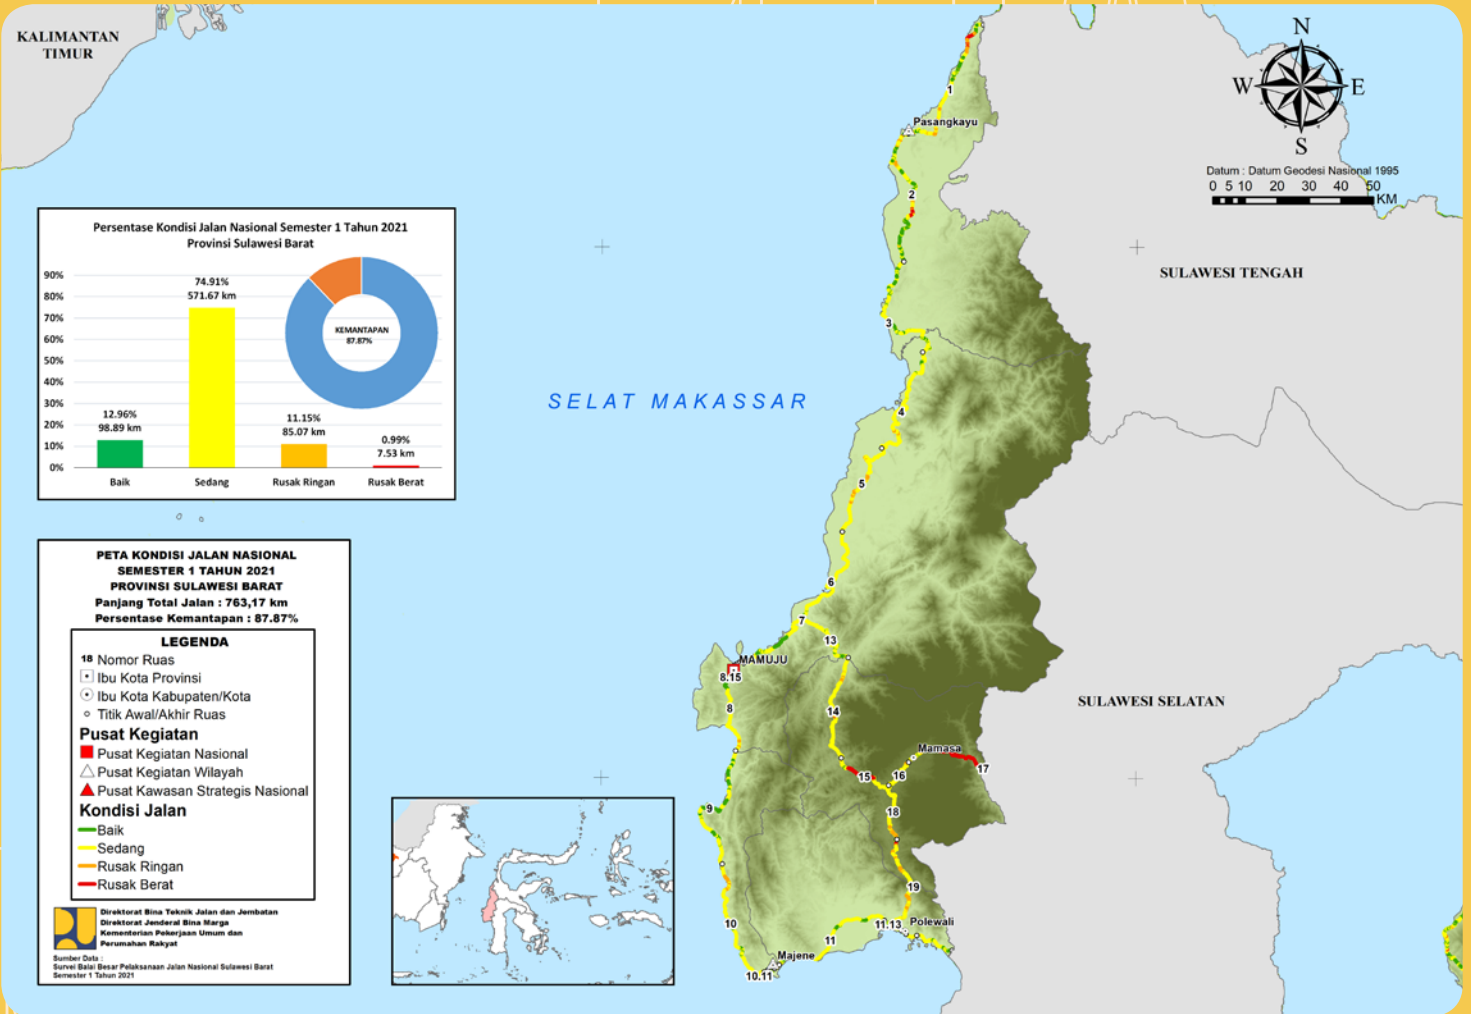 KALIMANTAN
TIMUR
N
W
E
S
Datum : Datum Geodesi Nasional 1995
0 5 10 20 30 40 50
KM
1
Pasangkayu
2
3
4
5
6
7
13
MAMUJU
8.15
8
14
Mamasa
15
16
17
9
18
19
10
11
11.13
Polewali
Majene
10.11
SULAWESI TENGAH
SULAWESI SELATAN
SELAT MAKASSAR
Persentase Kondisi Jalan Nasional Semester 1 Tahun 2021
Provinsi Sulawesi Barat
90%
80%
70%
60%
50%
40%
30%
20%
10%
0%
12.96%
98.89 km
74.91%
571.67 km
11.15%
85.07 km
0.99%
7.53 km
KEMANTAPAN
87.87%
Baik
Sedang
Rusak Ringan
Rusak Berat
PETA KONDISI JALAN NASIONAL
SEMESTER 1 TAHUN 2021
PROVINSI SULAWESI BARAT
Panjang Total Jalan : 763,17 km
Persentase Kemantapan : 87.87%
LEGENDA
18 Nomor Ruas
Ibu Kota Provinsi
Ibu Kota Kabupaten/Kota
Titik Awal/Akhir Ruas
Pusat Kegiatan
Pusat Kegiatan Nasional
Pusat Kegiatan Wilayah
Pusat Kawasan Strategis Nasional
Kondisi Jalan
Baik
Sedang
Rusak Ringan
Rusak Berat
Direktorat Bina Teknik Jalan dan Jembatan
Direktorat Jenderal Bina Marga
Kementerian Pekerjaan Umum dan
Perumahan Rakyat
Sumber Data :
Survei Balai Besar Pelaksanaan Jalan Nasional Sulawesi Barat
Semester 1 Tahun 2021